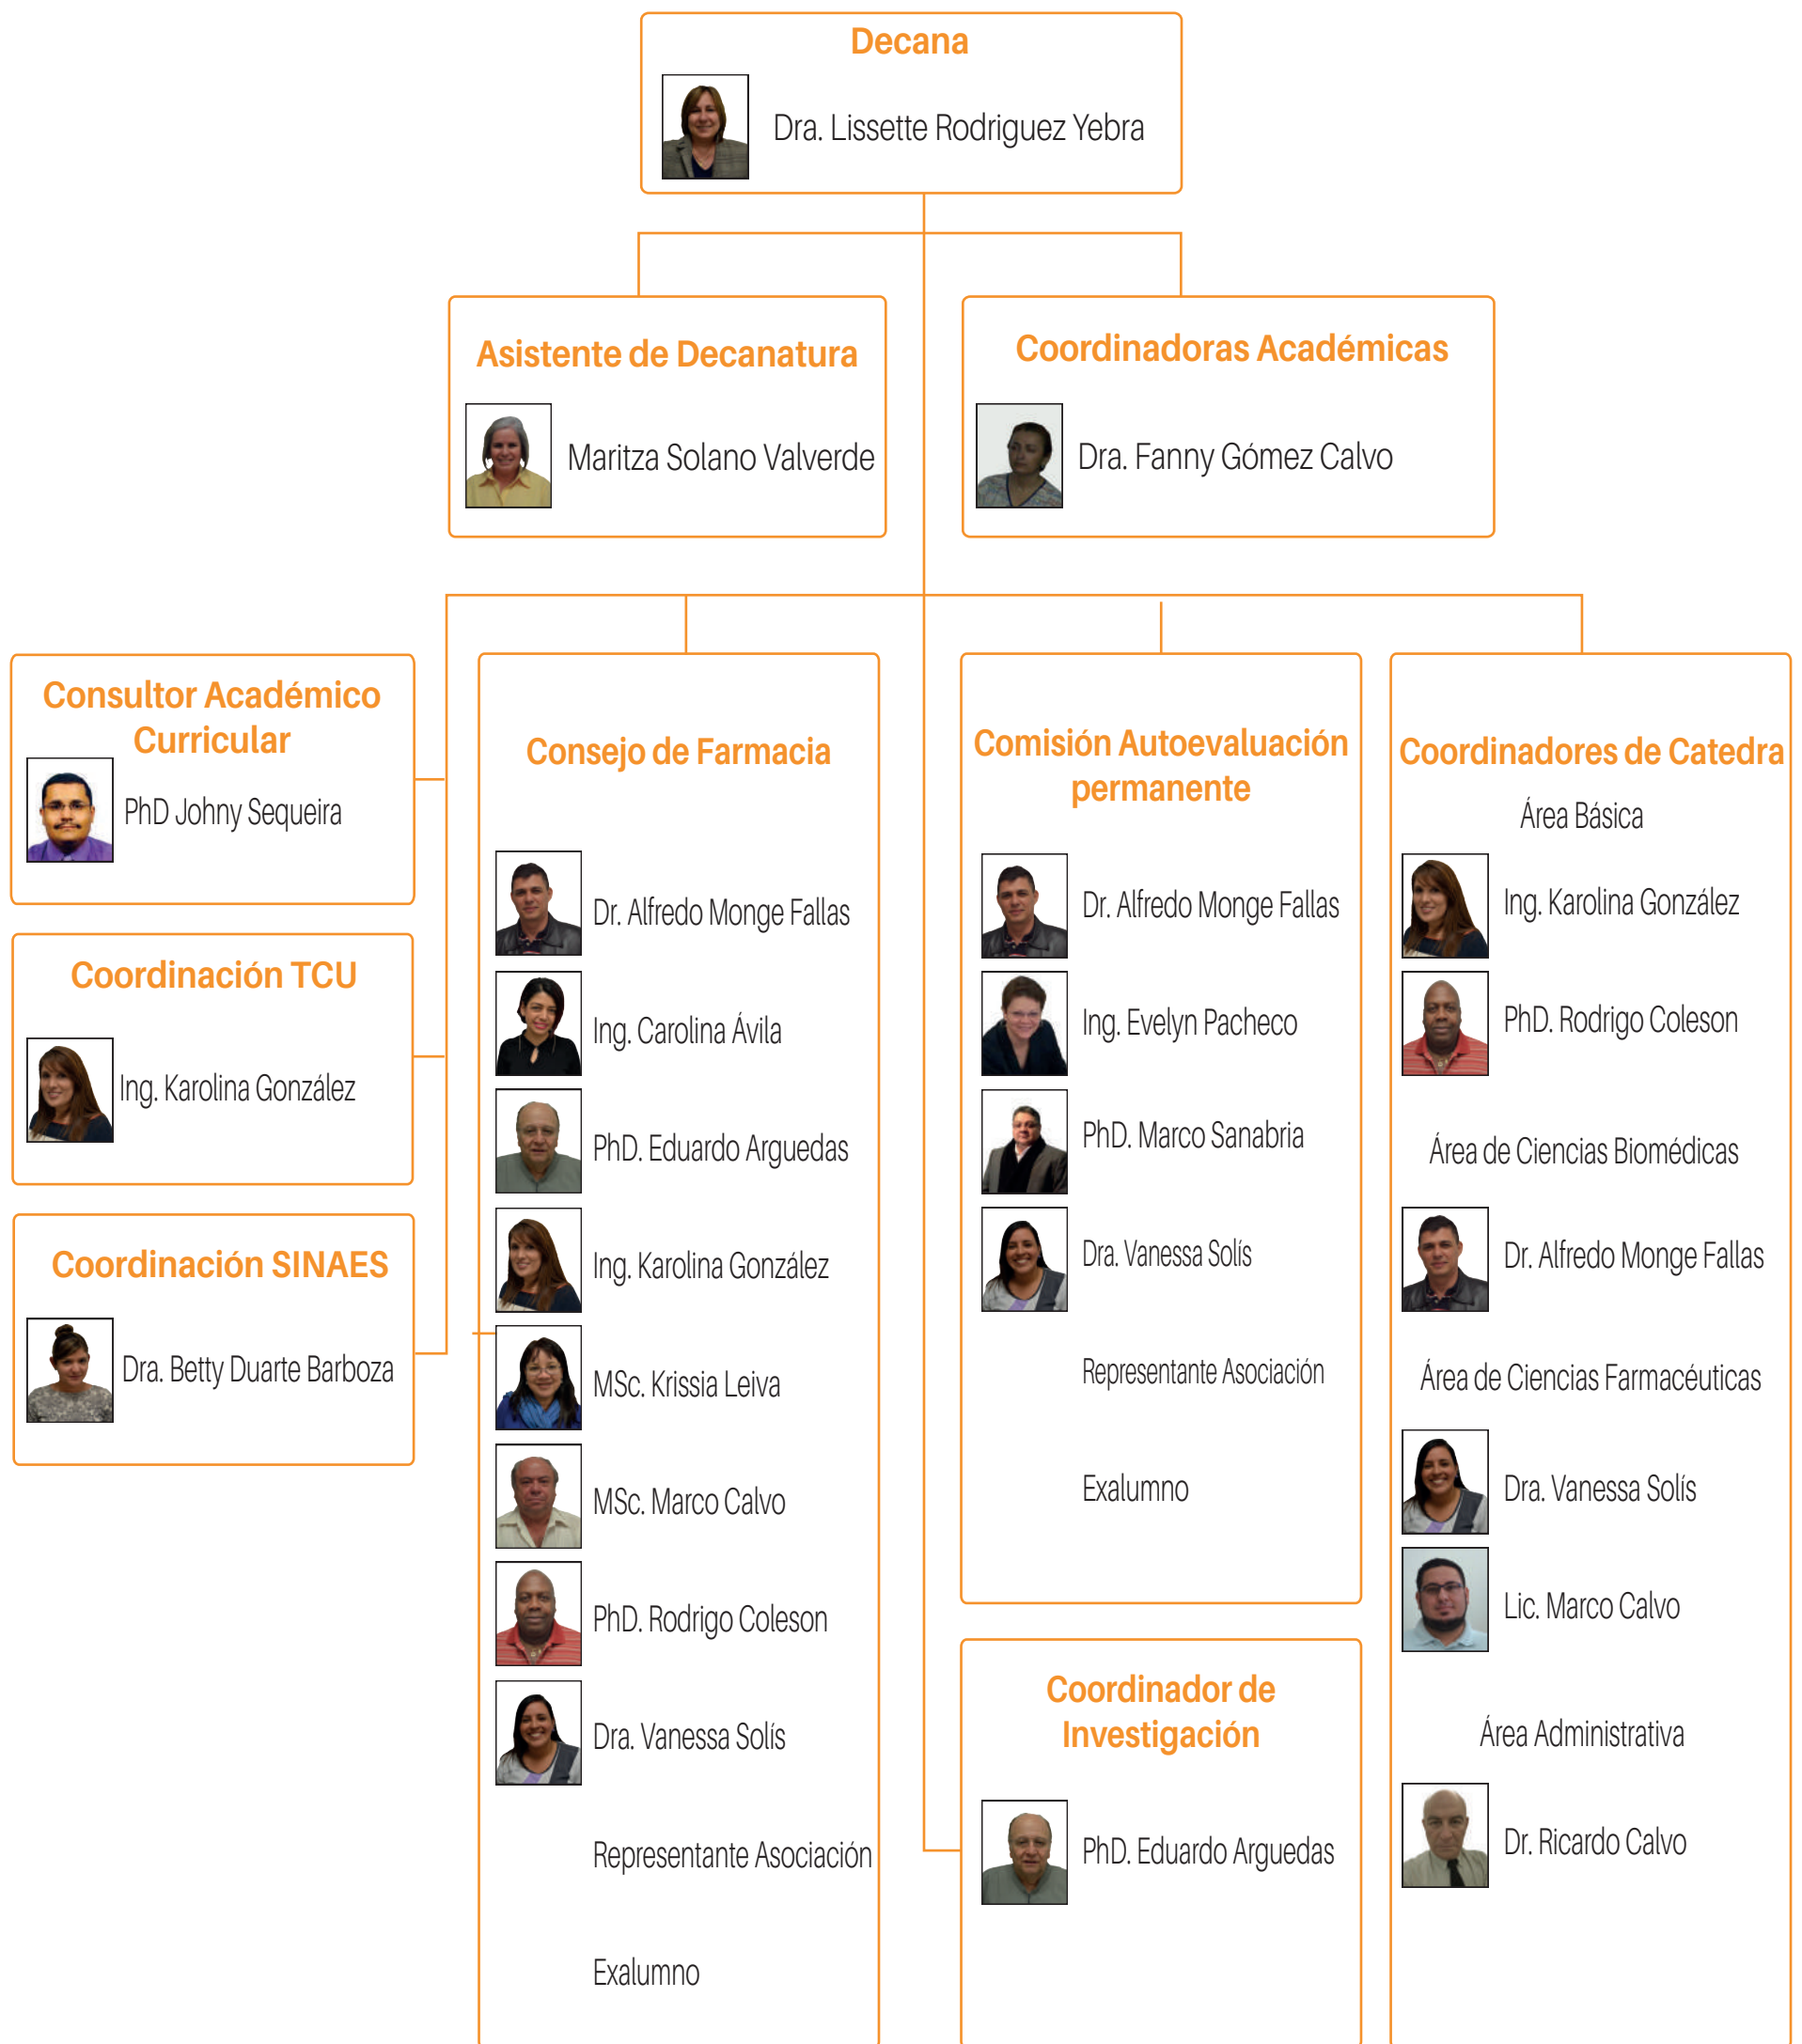 Decana
Dra. Lissette Rodriguez Yebra
Asistente de Decanatura
Maritza Solano Valverde
Coordinadoras Académicas
Dra. Fanny Gómez Calvo
Consultor Académico
Curricular
PhD Johny Sequeira
Coordinación TCU
Ing. Karolina González
Coordinación SINAES
Dra. Betty Duarte Barboza
Consejo de Farmacia
Dr. Alfredo Monge Fallas
Ing. Carolina Ávila
PhD. Eduardo Arguedas
Ing. Karolina González
MSc. Krissia Leiva
MSc. Marco Calvo
PhD. Rodrigo Coleson
Dra. Vanessa Solís
Representante Asociación
Exalumno
Comisión Autoevaluación
permanente
Dr. Alfredo Monge Fallas
Ing. Evelyn Pacheco
PhD. Marco Sanabria
Dra. Vanessa Solís
Representante Asociación
Exalumno
Coordinador de
Investigación
PhD. Eduardo Arguedas
Coordinadores de Catedra
Área Básica
Ing. Karolina González
PhD. Rodrigo Coleson
Área de Ciencias Biomédicas
Dr. Alfredo Monge Fallas
Área de Ciencias Farmacéuticas
Dra. Vanessa Solís
Lic. Marco Calvo
Área Administrativa
Dr. Ricardo Calvo